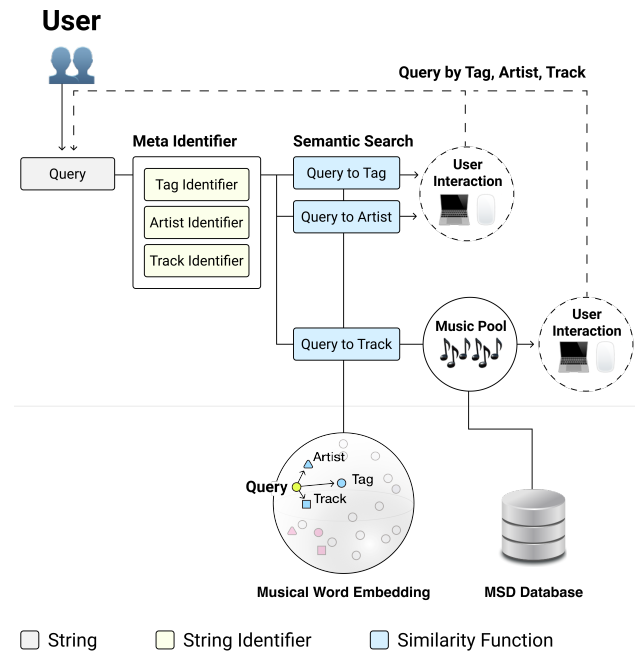 User
Query by Tag, Artist, Track
Meta Identifier
Semantic Search
Query
Tag Identifier
Artist Identifier
Track Identifier
Query to Tag
Query to Artist
User
Interaction
Query to Track
Music Pool
User
Interaction
Artist
Query
Tag
Track
Musical Word Embedding
MSD Database
String
String Identifier
Similarity Function